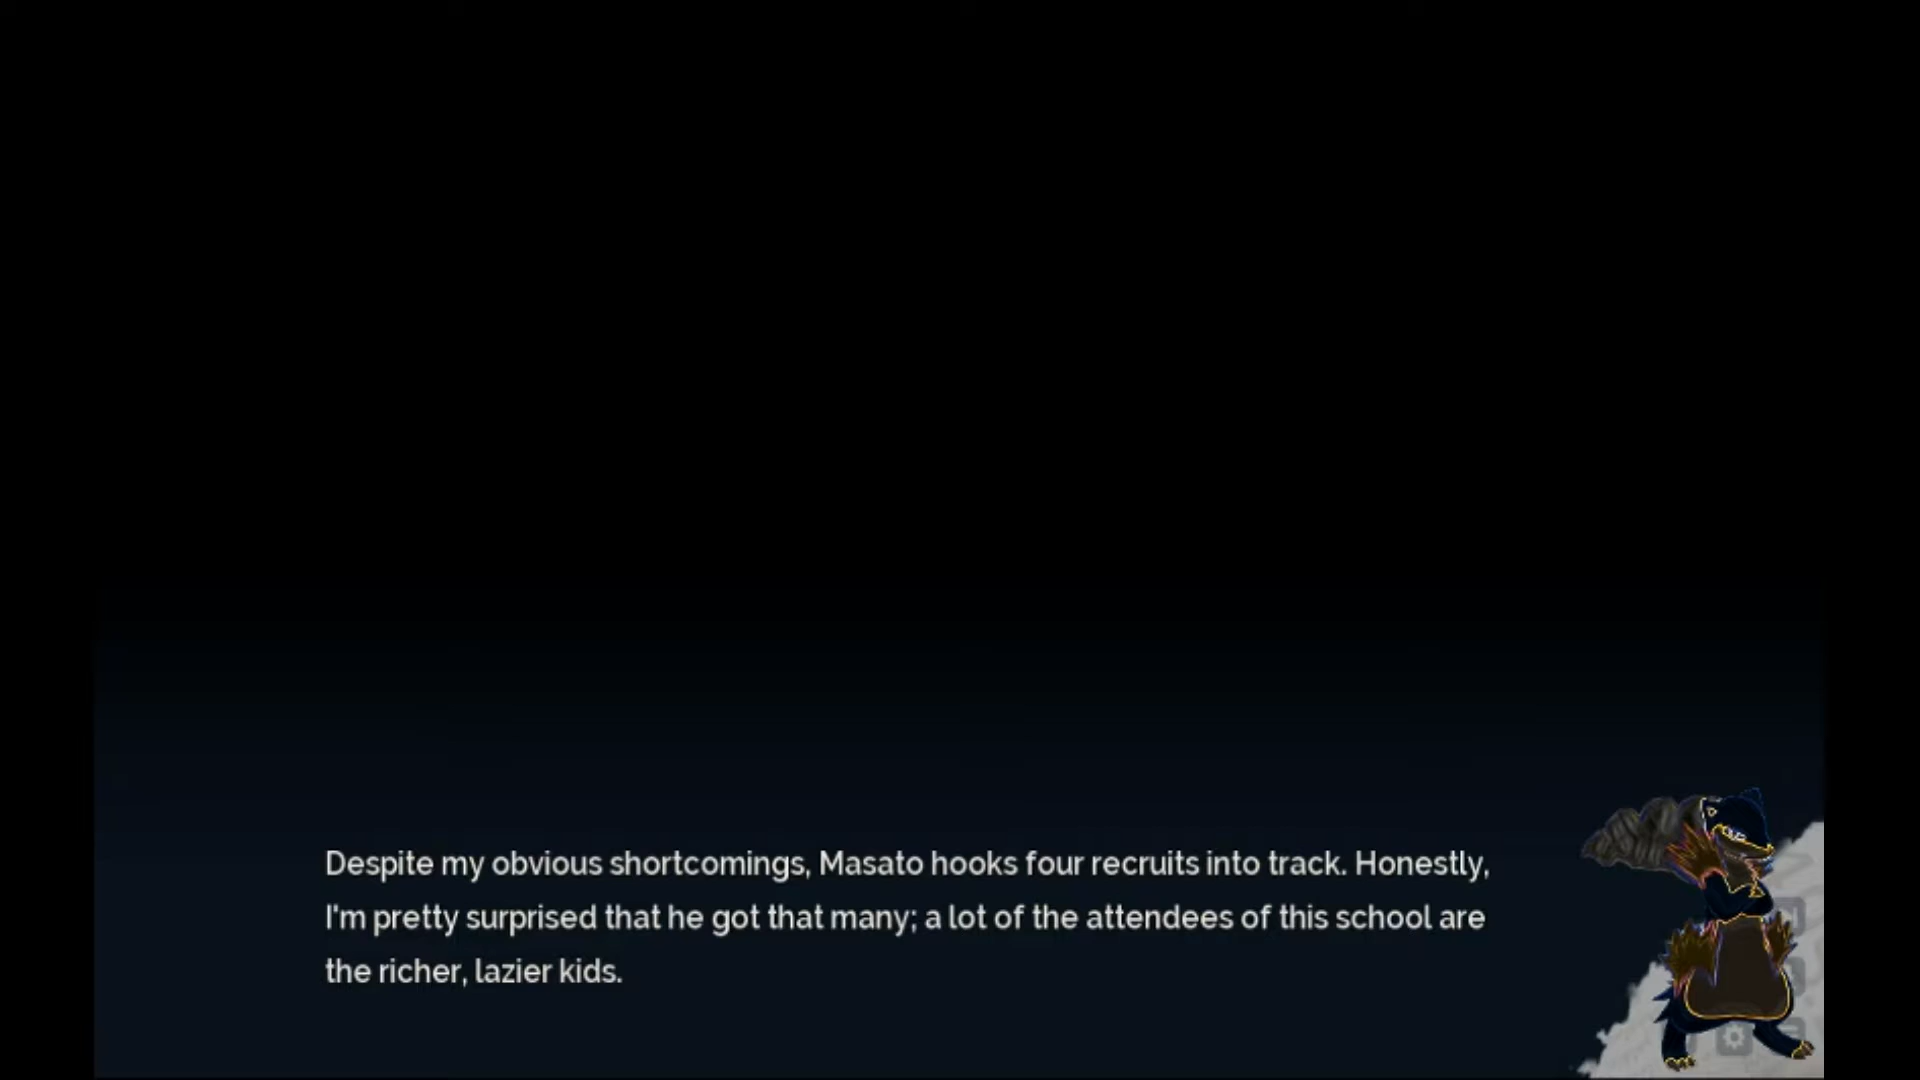 Despite my obvious shortcomings, Masato hooks four recruits into track. Honestly,
I'm pretty surprised that he got that many; a lot of the attendees of this school are
the richer, lazier kids.